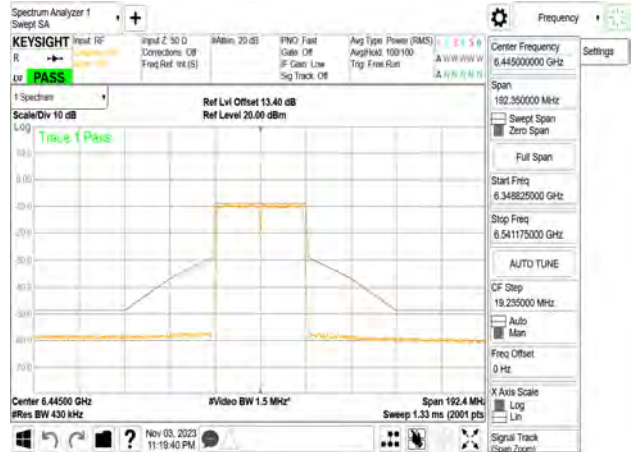 Spectrum Analyzer 1
Swept SA
+
Frequency
KEYSIGHT
R
PASS
Input: RF
Input Z: 50 Ω
Corrections: Off
Freq Ref: Int (S)
#Atten: 20 dB
PNO: Fast
Gate: Off
IF Gain: Low
Sig Track: Off
Avg Type: Power (RMS)
Avg|Hold: 100/100
Trig: Free Run
1 Spectrum
Scale/Div 10 dB
Ref Lvl Offset 13.40 dB
Ref Level 20.00 dBm
Trace 1 Pass
Center 6.44500 GHz
#Res BW 430 kHz
#Video BW 1.5 MHz*
Span 192.4 MHz
Sweep 1.33 ms (2001 pts
Nov 03, 2023
11:19:40 PM
Center Frequency
6.445000000 GHz
Settings
Span
192.350000 MHz
Swept Span
Zero Span
Full Span
Start Freq
6.348825000 GHz
Stop Freq
6.541175000 GHz
AUTO TUNE
CF Step
19.235000 MHz
Auto
Man
Freq Offset
0 Hz
X Axis Scale
Log
Lin
Signal Track
(Span Zoom)